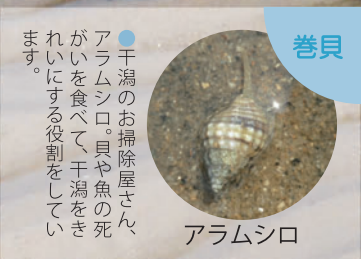 巻貝
●干潟のお掃除屋さん、
アラムシロ。貝や魚の死
がいを食べて、干潟をき
れいにする役割をしてい
ます。
アラムシロ